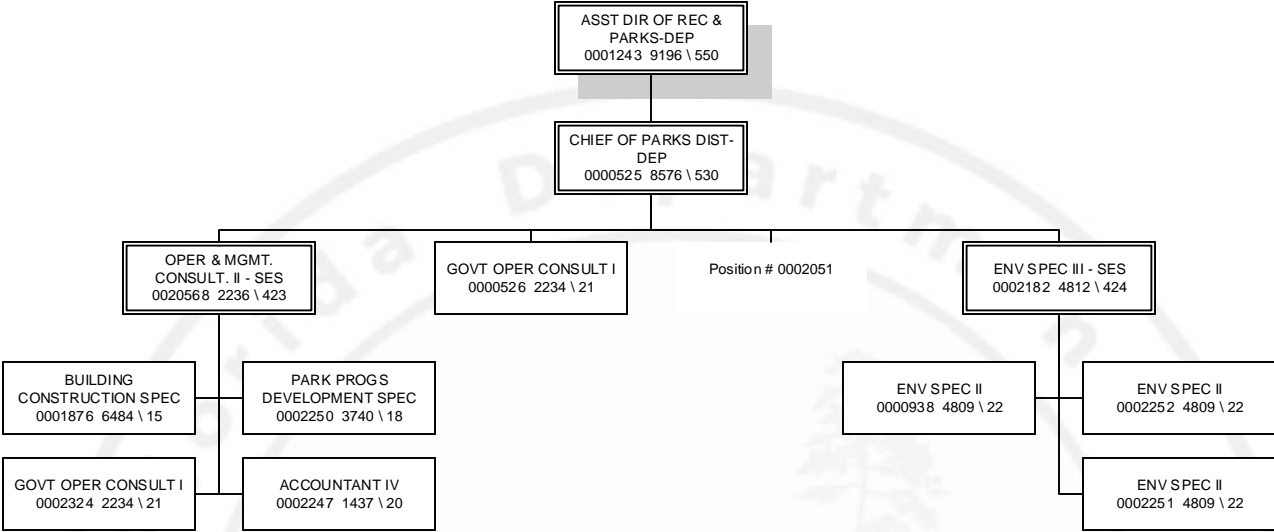 ASST DIR OF REC &
PARKS-DEP
0001243 9196 \ 550
CHIEF OF PARKS DIST-
DEP
0000525 8576 \ 530
OPER & MGMT.
CONSULT. II - SES
0020568 2236 \ 423
GOVT OPER CONSULT I
0000526 2234 \ 21
Position # 0002051
ENV SPEC III - SES
0002182 4812 \ 424
BUILDING
CONSTRUCTION SPEC
0001876 6484 \ 15
PARK PROGS
DEVELOPMENT SPEC
0002250 3740 \ 18
ENV SPEC II
0000938 4809 \ 22
ENV SPEC II
0002252 4809 \ 22
GOVT OPER CONSULT I
0002324 2234 \ 21
ACCOUNTANT IV
0002247 1437 \ 20
ENV SPEC II
0002251 4809 \ 22